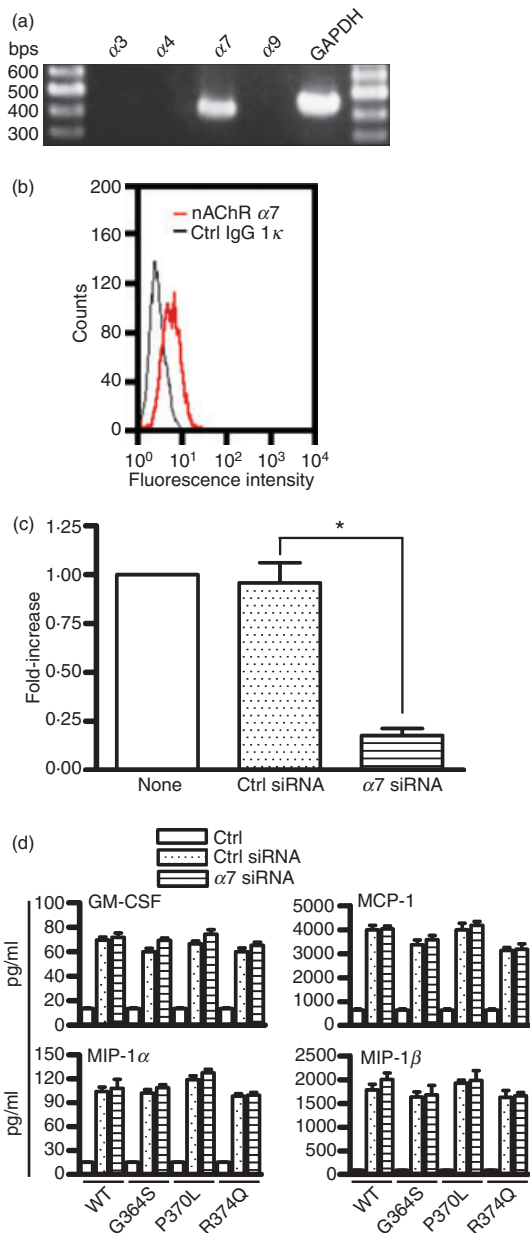 (a)
bps α3 α4 α7 α9 GAPDH
600
500
400
300
(b)
200
160
120
80
40
0
Counts
nAChR α7
Ctrl IgG 1κ
10⁰ 10¹ 10² 10³ 10⁴
Fluorescence intensity
(c)
1·25
1·00
0·75
0·50
0·25
0·00
Fold-increase
*
None Ctrl siRNA α7 siRNA
(d)
Ctrl
Ctrl siRNA
α7 siRNA
GM-CSF
pg/ml
100
80
60
40
20
0
MCP-1
5000
4000
3000
2000
1000
0
MIP-1α
pg/ml
150
120
90
60
30
0
WT G364S P370L R374Q
MIP-1β
2500
2000
1500
1000
500
0
WT G364S P370L R374Q